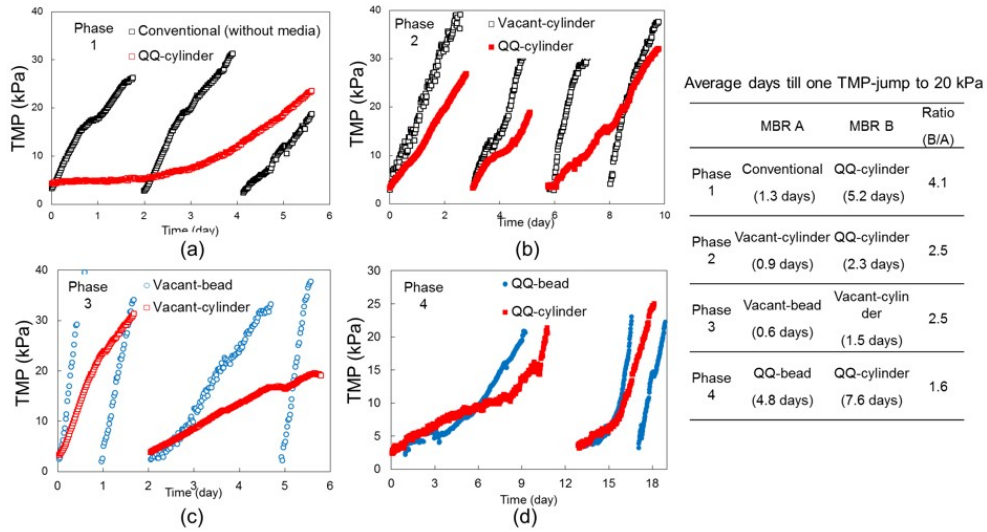 Phase
1
Conventional (without media)
QQ-cylinder
TMP (kPa)
40
30
20
10
0
0
1
2
3
4
5
6
Time (day)
(a)
Phase
2
Vacant-cylinder
QQ-cylinder
TMP (kPa)
40
30
20
10
0
0
2
4
6
8
10
Time (day)
(b)
Phase
3
Vacant-bead
Vacant-cylinder
TMP (kPa)
40
30
20
10
0
0
1
2
3
4
5
6
Time (day)
(c)
Phase
4
QQ-bead
QQ-cylinder
TMP (kPa)
30
25
20
15
10
5
0
0
3
6
9
12
15
18
Time (day)
(d)
Average days till one TMP-jump to 20 kPa
MBR A MBR B Ratio
(B/A)
Phase 1 Conventional QQ-cylinder 4.1
(1.3 days) (5.2 days)
Phase 2 Vacant-cylinder QQ-cylinder 2.5
(0.9 days) (2.3 days)
Phase 3 Vacant-bead Vacant-cylin
der 2.5
(0.6 days) (1.5 days)
Phase 4 QQ-bead QQ-cylinder 1.6
(4.8 days) (7.6 days)